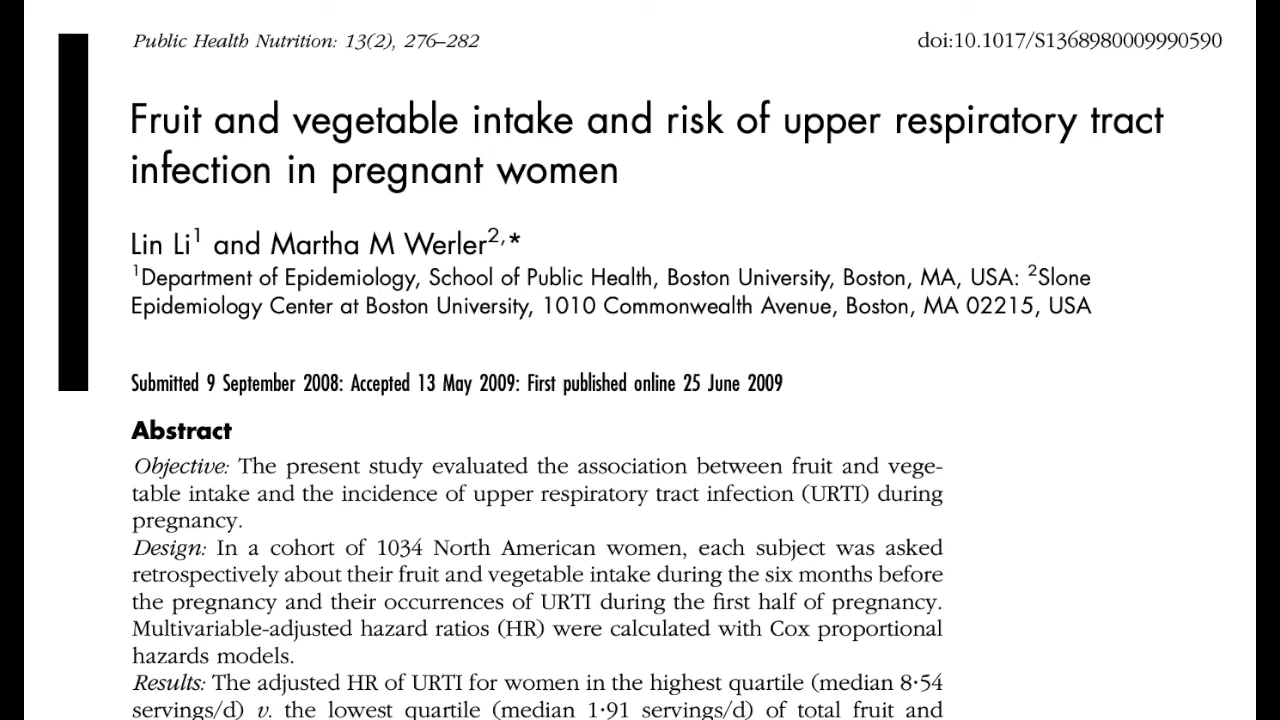 Public Health Nutrition: 13(2), 276–282
doi:10.1017/S1368980009990590
Fruit and vegetable intake and risk of upper respiratory tract
infection in pregnant women
Lin Li1 and Martha M Werler2,*
1Department of Epidemiology, School of Public Health, Boston University, Boston, MA, USA: 2Slone
Epidemiology Center at Boston University, 1010 Commonwealth Avenue, Boston, MA 02215, USA
Submitted 9 September 2008: Accepted 13 May 2009: First published online 25 June 2009
Abstract
Objective: The present study evaluated the association between fruit and vege-
table intake and the incidence of upper respiratory tract infection (URTI) during
pregnancy.
Design: In a cohort of 1034 North American women, each subject was asked
retrospectively about their fruit and vegetable intake during the six months before
the pregnancy and their occurrences of URTI during the first half of pregnancy.
Multivariable-adjusted hazard ratios (HR) were calculated with Cox proportional
hazards models.
Results: The adjusted HR of URTI for women in the highest quartile (median 8·54
servings/d) v. the lowest quartile (median 1·91 servings/d) of total fruit and